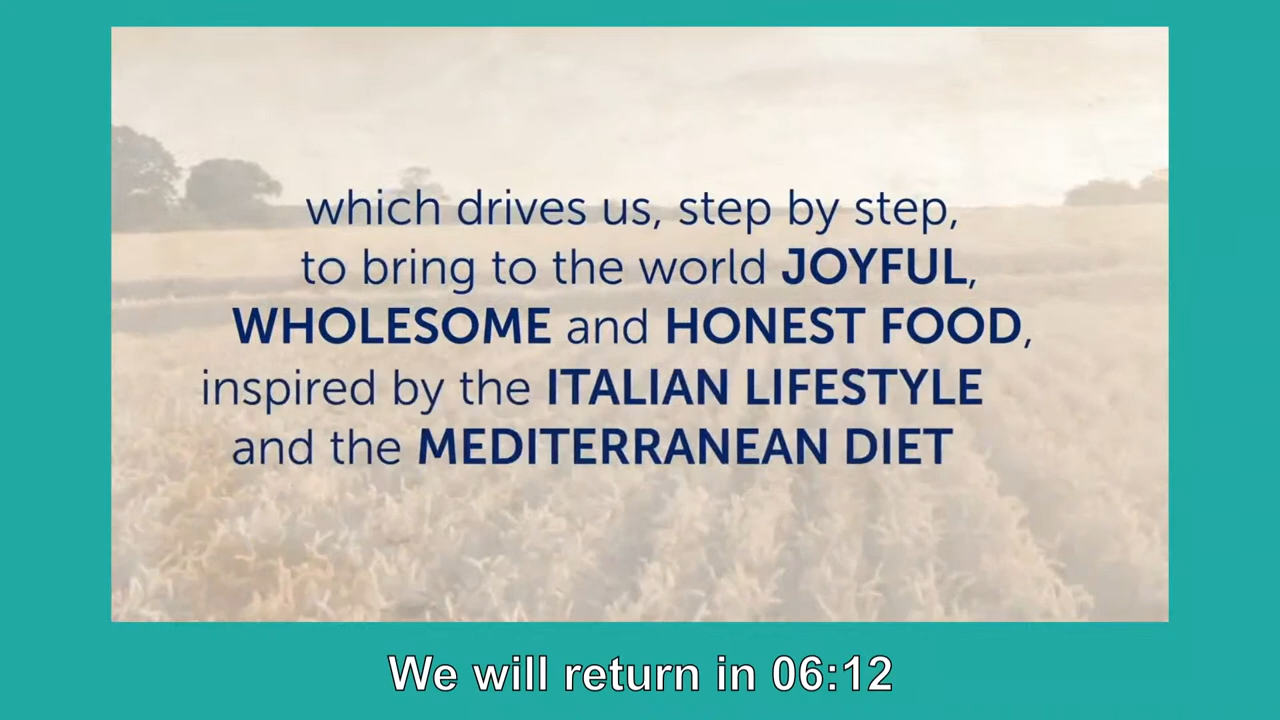 which drives us, step by step,
to bring to the world JOYFUL,
WHOLESOME and HONEST FOOD,
inspired by the ITALIAN LIFESTYLE
and the MEDITERRANEAN DIET
We will return in 06:12